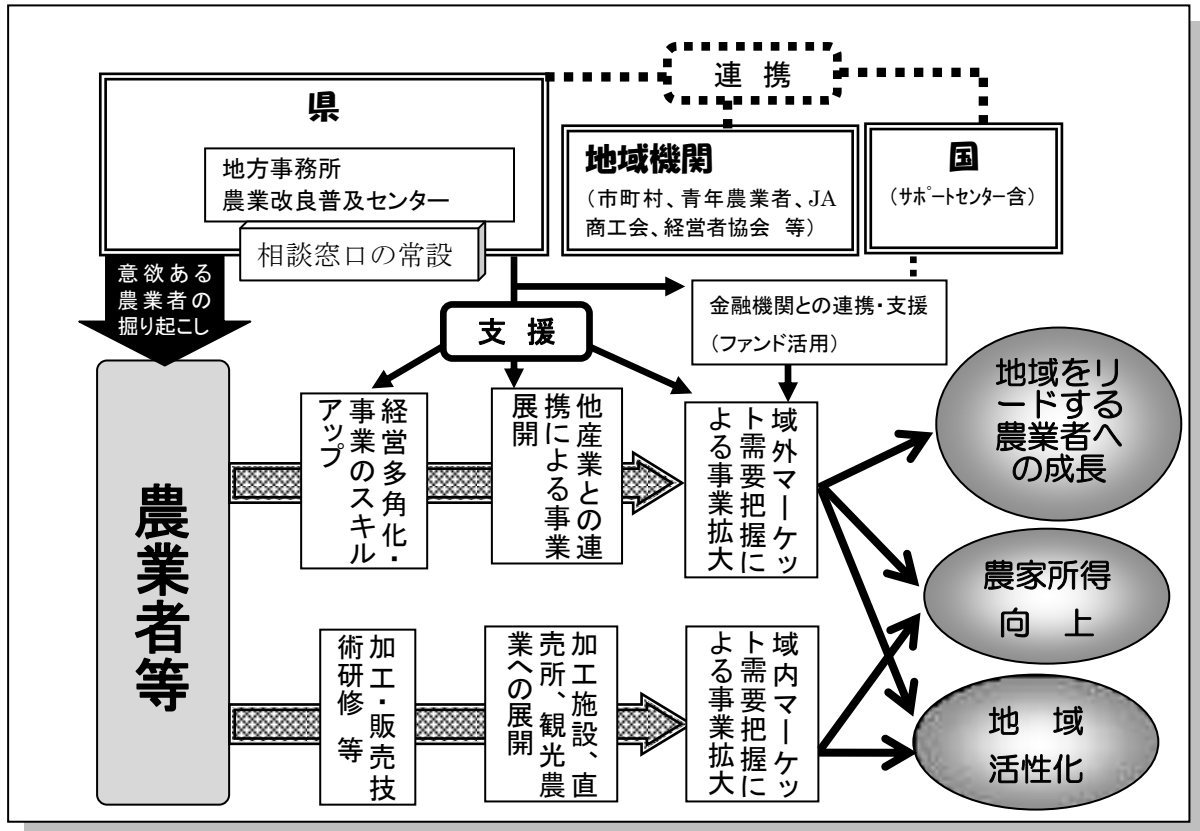 連 携
県
地方事務所
農業改良普及センター
相談窓口の常設
地域機関
（市町村、青年農業者、JA
商工会、経営者協会 等）
国
（ｻﾎﾟｰﾄｾﾝﾀｰ含）
意欲ある
農業者の
掘り起こし
支 援
金融機関との連携・支援
（ファンド活用）
農業者等
経営多角化・
事業のスキル
アップ
他産業との連
携による事業
展開
域外マーケッ
ト需要把握に
よる事業拡大
加工・販売技
術研修 等
加工施設、直
売所、観光農
業への展開
域内マーケッ
ト需要把握に
よる事業拡大
地域をリ
ードする
農業者へ
の成長
農家所得
向 上
地 域
活性化